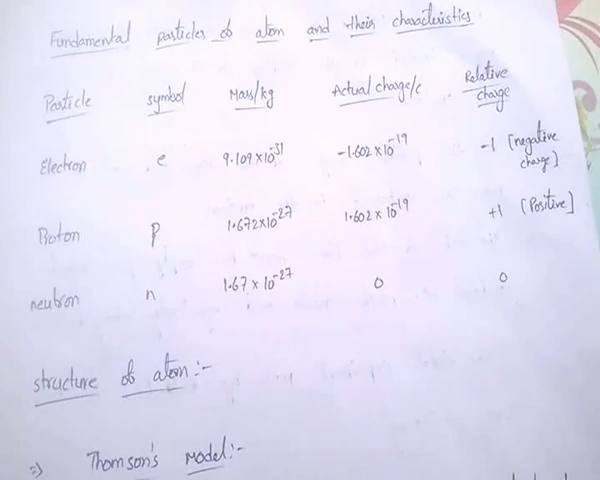 Fundamental particles of atom and their characteristics
Particle symbol Mass/kg Actual charge/c Relative charge
Electron e 9.109×10⁻³¹ -1.602×10⁻¹⁹ -1 [negative charge]
Proton p 1.672×10⁻²⁷ 1.602×10⁻¹⁹ +1 [Positive]
neutron n 1.67×10⁻²⁷ 0 0
structure of atom:-
⇒ Thomson's Model:-